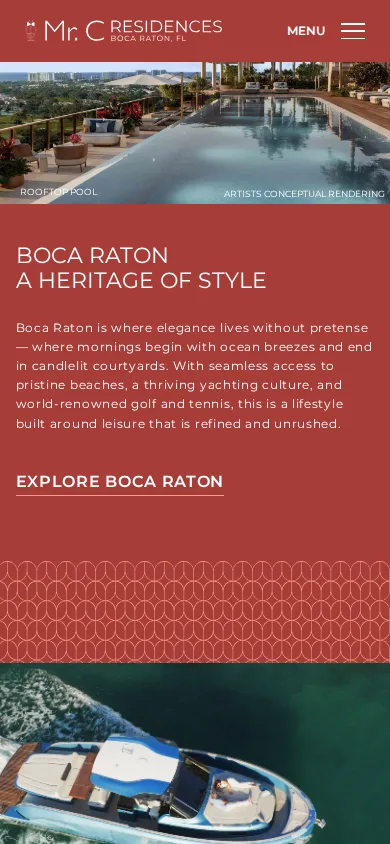 Mr. C RESIDENCES
BOCA RATON, FL
MENU
ROOFTOP POOL
ARTISTS CONCEPTUAL RENDERING
BOCA RATON
A HERITAGE OF STYLE
Boca Raton is where elegance lives without pretense
— where mornings begin with ocean breezes and end
in candlelit courtyards. With seamless access to
pristine beaches, a thriving yachting culture, and
world-renowned golf and tennis, this is a lifestyle
built around leisure that is refined and unrushed.
EXPLORE BOCA RATON